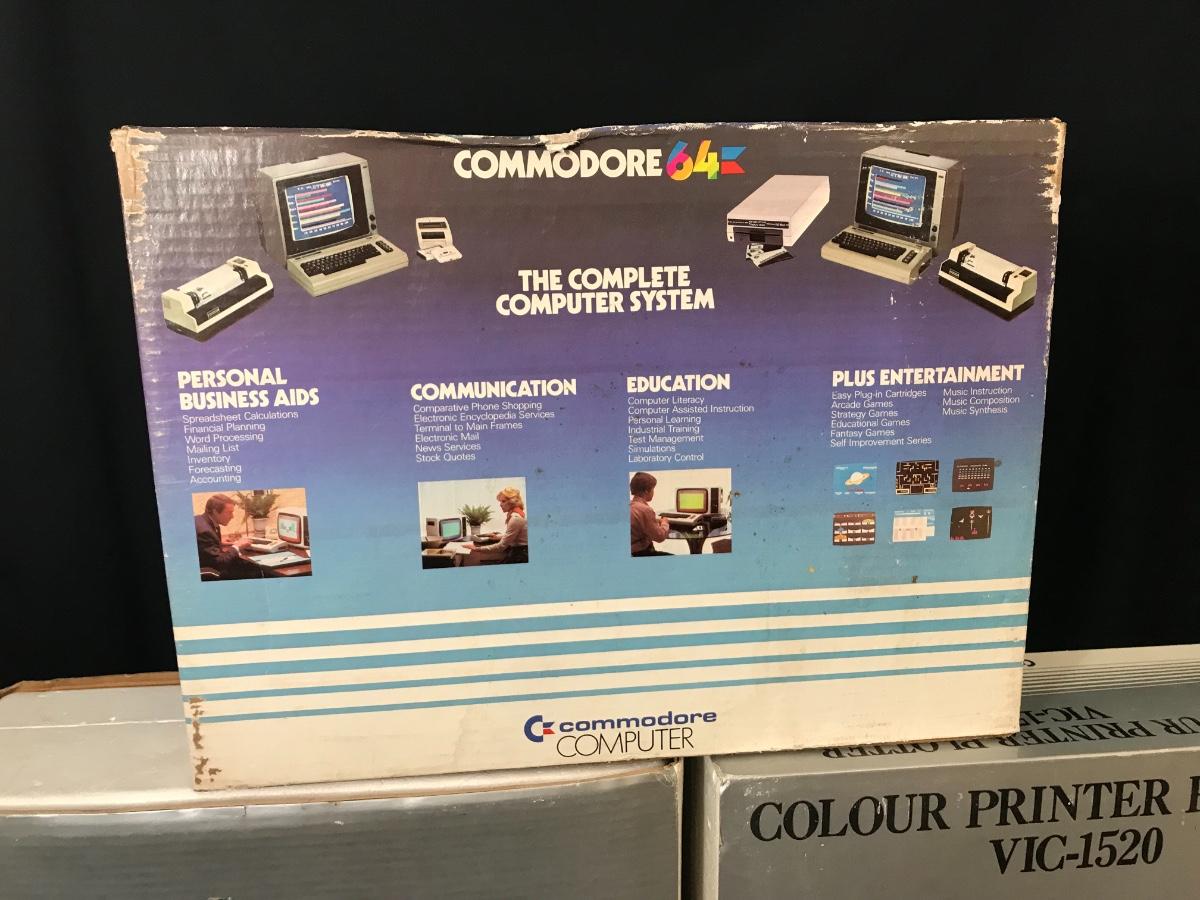 COMMODORE 64
THE COMPLETE
COMPUTER SYSTEM
PERSONAL
BUSINESS AIDS
Spreadsheet Calculations
Financial Planning
Word Processing
Mailing List
Inventory
Forecasting
Accounting
COMMUNICATION
Comparative Phone Shopping
Electronic Encyclopedia Services
Terminal to Main Frames
Electronic Mail
News Services
Stock Quotes
EDUCATION
Computer Literacy
Computer Assisted Instruction
Personal Learning
Industrial Training
Test Management
Simulations
Laboratory Control
PLUS ENTERTAINMENT
Easy Plug-in Cartridges
Arcade Games
Strategy Games
Educational Games
Fantasy Games
Self Improvement Series
Music Instruction
Music Composition
Music Synthesis
commodore
COMPUTER
UR PRINTER PLOTTER
COLOUR PRINTER
VIC-1520